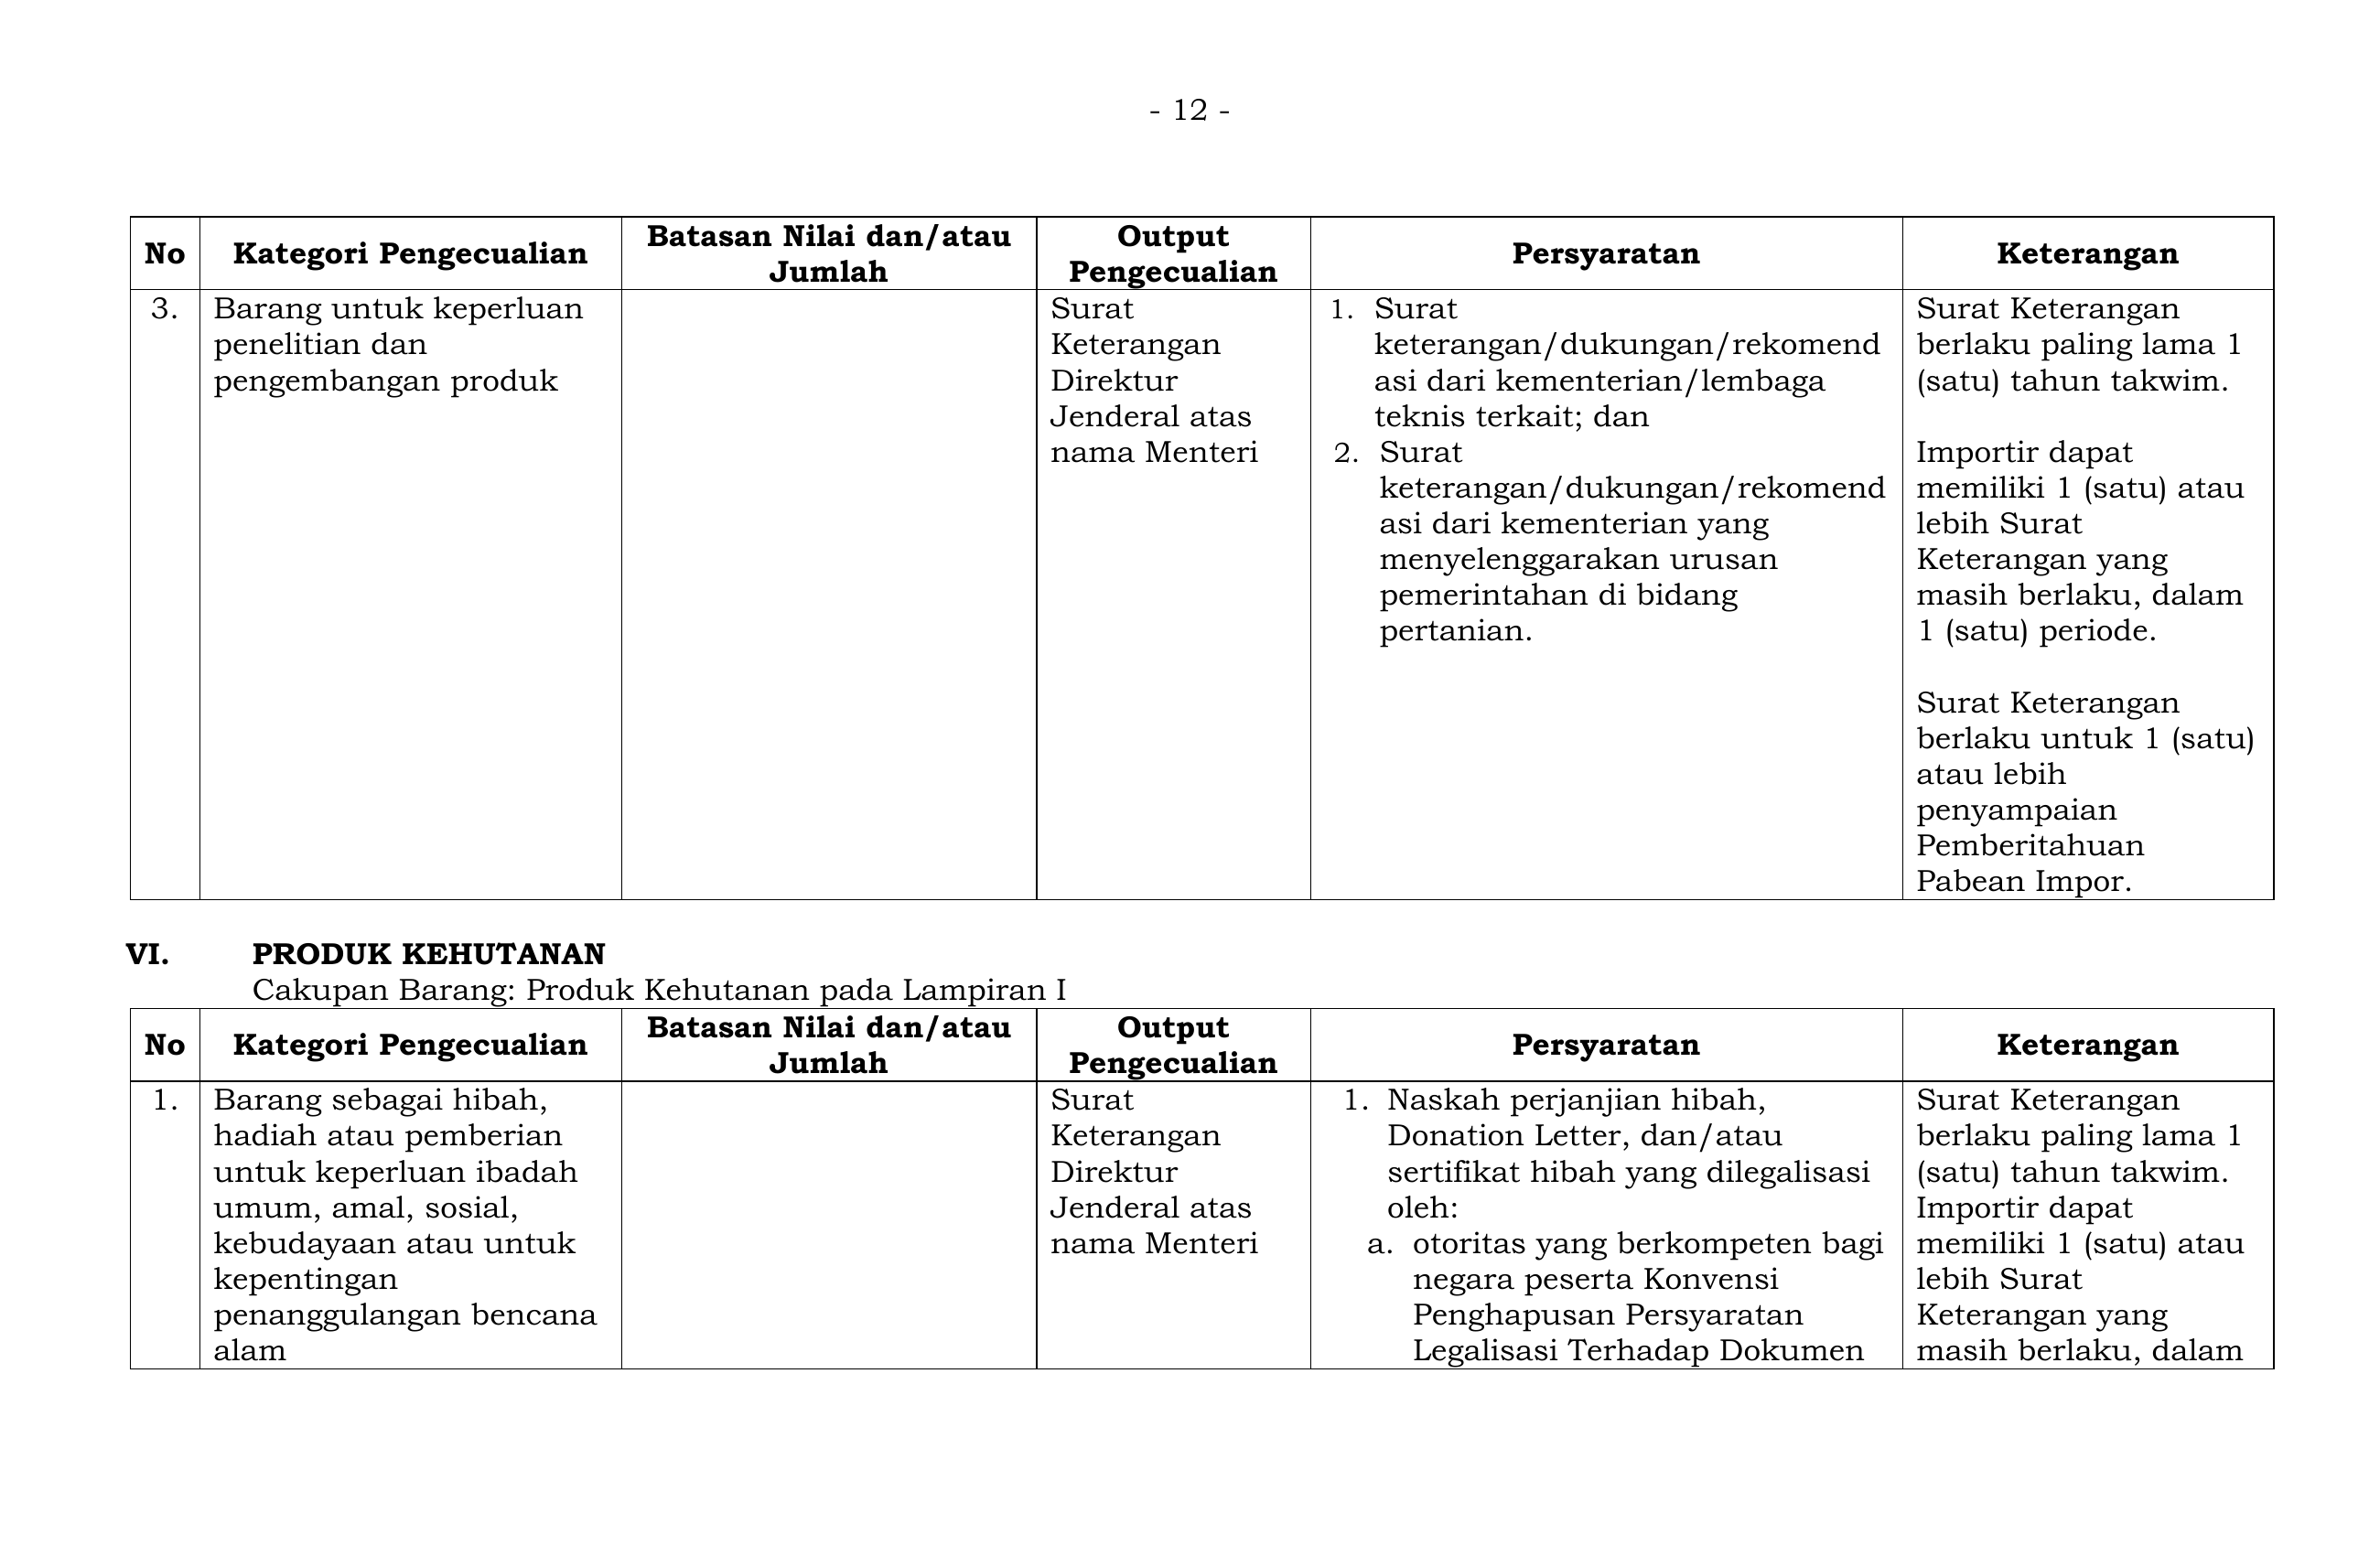 - 12 -
No
Kategori Pengecualian
Batasan Nilai dan/atau
Jumlah
Output
Pengecualian
Persyaratan
Keterangan
3.
Barang untuk keperluan
penelitian dan
pengembangan produk
Surat
Keterangan
Direktur
Jenderal atas
nama Menteri
1. Surat
keterangan/dukungan/rekomend
asi dari kementerian/lembaga
teknis terkait; dan
2. Surat
keterangan/dukungan/rekomend
asi dari kementerian yang
menyelenggarakan urusan
pemerintahan di bidang
pertanian.
Surat Keterangan
berlaku paling lama 1
(satu) tahun takwim.
Importir dapat
memiliki 1 (satu) atau
lebih Surat
Keterangan yang
masih berlaku, dalam
1 (satu) periode.
Surat Keterangan
berlaku untuk 1 (satu)
atau lebih
penyampaian
Pemberitahuan
Pabean Impor.
VI. PRODUK KEHUTANAN
Cakupan Barang: Produk Kehutanan pada Lampiran I
No
Kategori Pengecualian
Batasan Nilai dan/atau
Jumlah
Output
Pengecualian
Persyaratan
Keterangan
1.
Barang sebagai hibah,
hadiah atau pemberian
untuk keperluan ibadah
umum, amal, sosial,
kebudayaan atau untuk
kepentingan
penanggulangan bencana
alam
Surat
Keterangan
Direktur
Jenderal atas
nama Menteri
1. Naskah perjanjian hibah,
Donation Letter, dan/atau
sertifikat hibah yang dilegalisasi
oleh:
a. otoritas yang berkompeten bagi
negara peserta Konvensi
Penghapusan Persyaratan
Legalisasi Terhadap Dokumen
Surat Keterangan
berlaku paling lama 1
(satu) tahun takwim.
Importir dapat
memiliki 1 (satu) atau
lebih Surat
Keterangan yang
masih berlaku, dalam